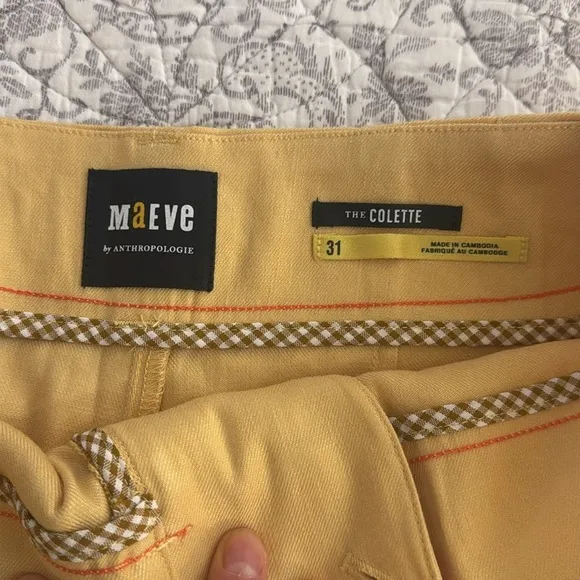 MaEVe
by ANTHROPOLOGIE
THE COLETTE
31
MADE IN CAMBODIA
FABRIQUÉ AU CAMBODGE